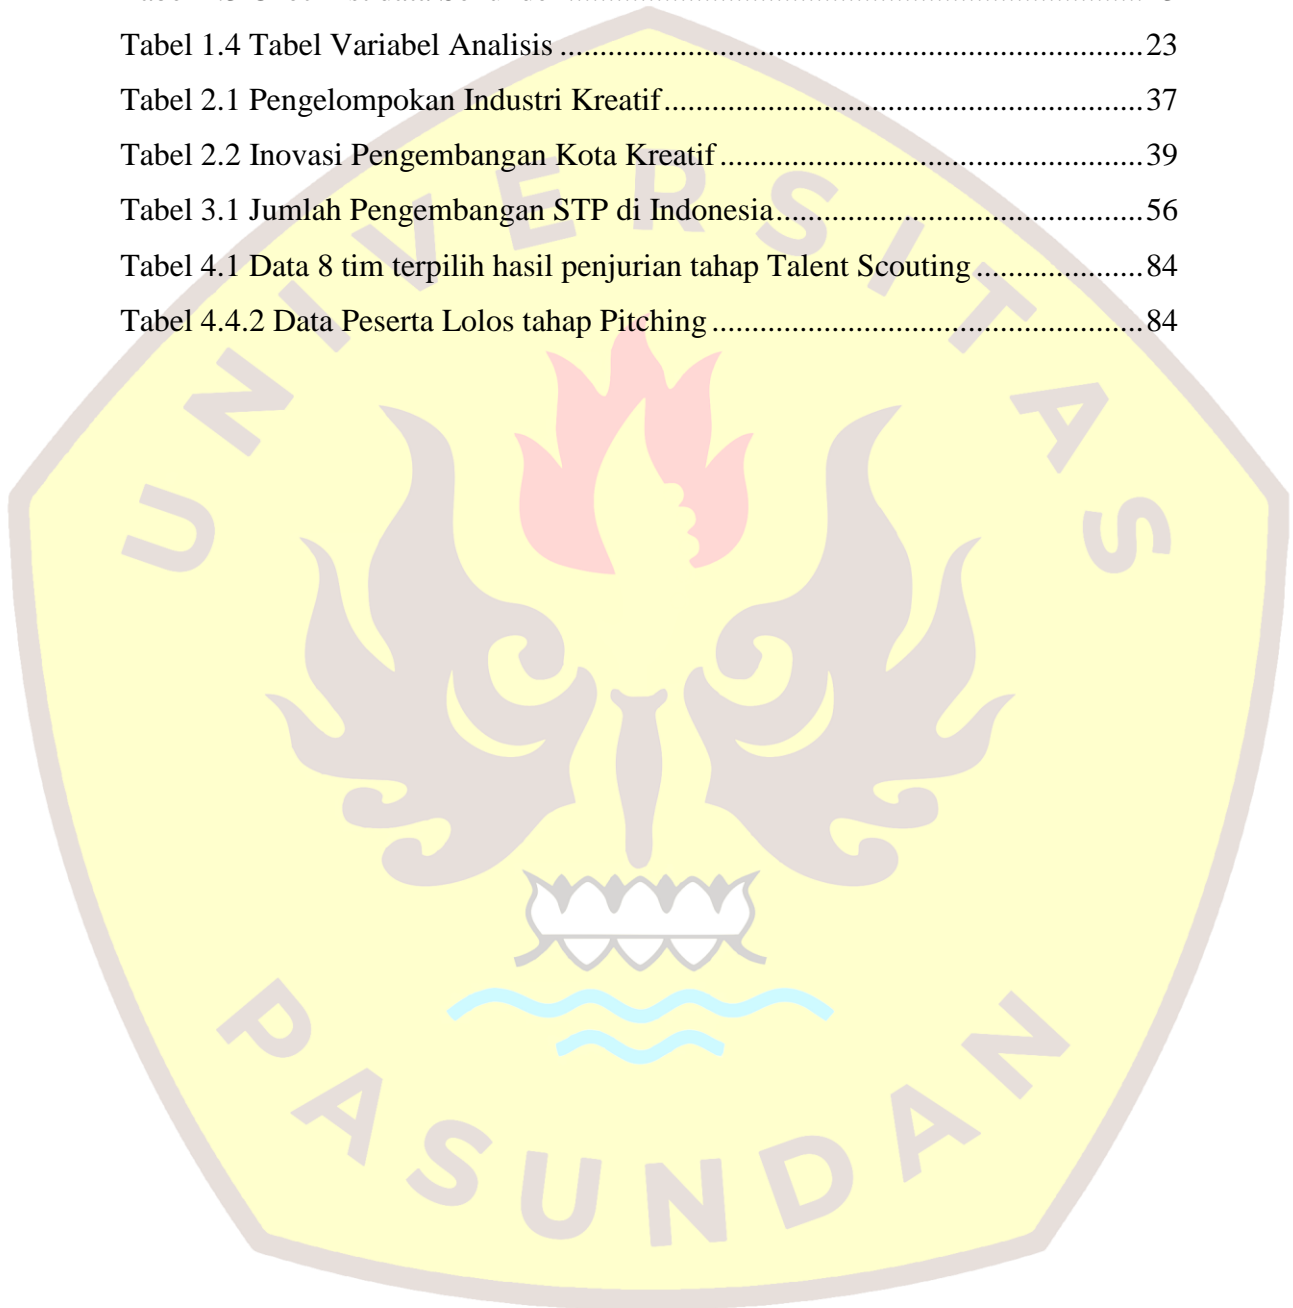 Tabel 1.4 Tabel Variabel Analisis ........................................................................ 23
Tabel 2.1 Pengelompokan Industri Kreatif ........................................................... 37
Tabel 2.2 Inovasi Pengembangan Kota Kreatif .................................................... 39
Tabel 3.1 Jumlah Pengembangan STP di Indonesia ............................................. 56
Tabel 4.1 Data 8 tim terpilih hasil penjurian tahap Talent Scouting ..................... 84
Tabel 4.4.2 Data Peserta Lolos tahap Pitching ..................................................... 84
UNIVERSITAS
PASUNDAN